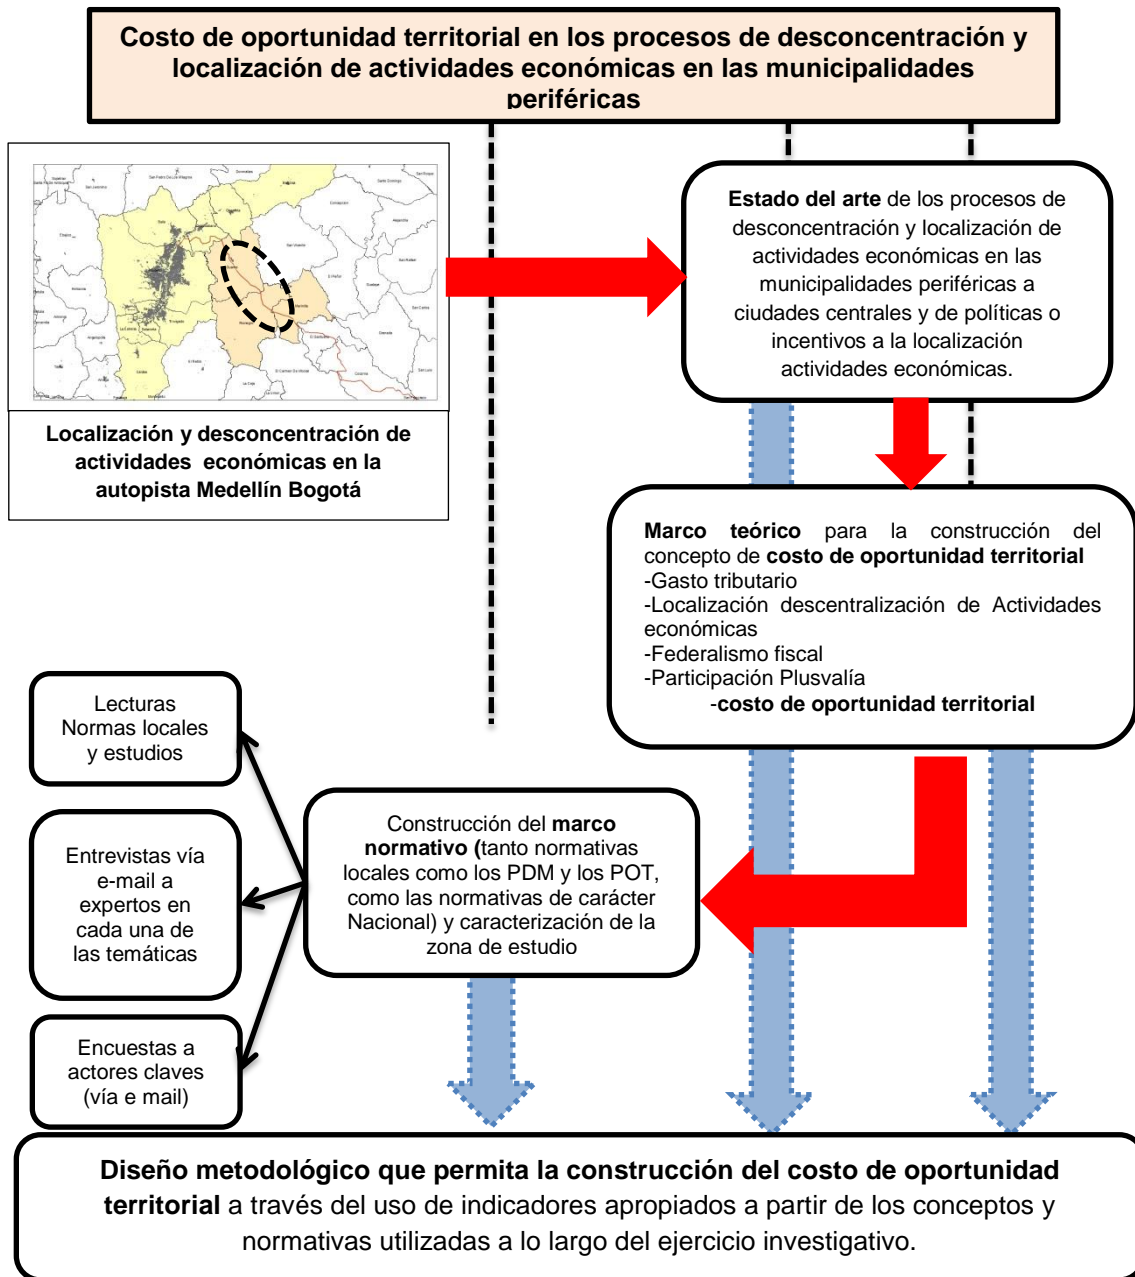 Costo de oportunidad territorial en los procesos de desconcentración y
localización de actividades económicas en las municipalidades
periféricas
Estado del arte de los procesos de
desconcentración y localización de
actividades económicas en las
municipalidades periféricas a
ciudades centrales y de políticas o
incentivos a la localización
actividades económicas.
Localización y desconcentración de
actividades económicas en la
autopista Medellín Bogotá
Marco teórico para la construcción del
concepto de costo de oportunidad territorial
-Gasto tributario
-Localización descentralización de Actividades
económicas
-Federalismo fiscal
-Participación Plusvalía
-costo de oportunidad territorial
Lecturas
Normas locales
y estudios
Entrevistas vía
e-mail a
expertos en
cada una de
las temáticas
Encuestas a
actores claves
(vía e mail)
Construcción del marco
normativo (tanto normativas
locales como los PDM y los POT,
como las normativas de carácter
Nacional) y caracterización de la
zona de estudio
Diseño metodológico que permita la construcción del costo de oportunidad
territorial a través del uso de indicadores apropiados a partir de los conceptos y
normativas utilizadas a lo largo del ejercicio investigativo.